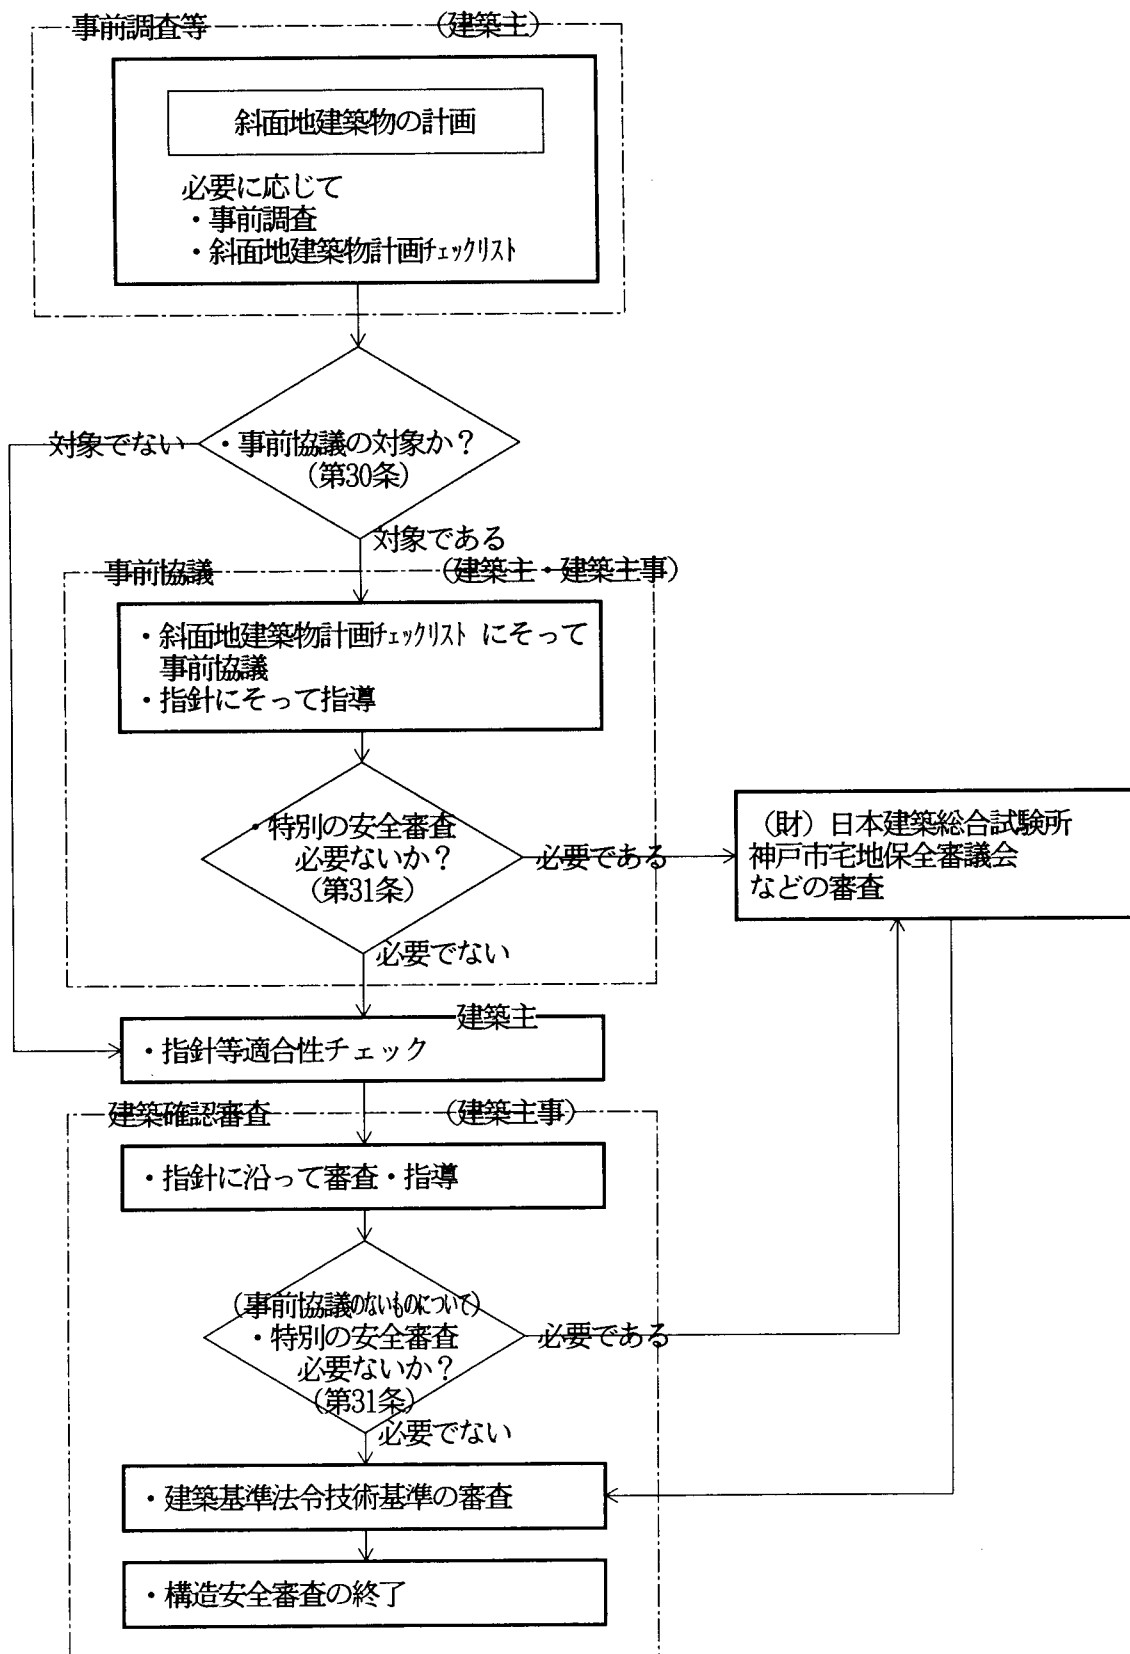 事前調査等 (建築主)
斜面地建築物の計画
必要に応じて
・事前調査
・斜面地建築物計画チェックリスト
対象でない
・事前協議の対象か？
(第30条)
対象である
事前協議 (建築主・建築主事)
・斜面地建築物計画チェックリスト にそって
事前協議
・指針にそって指導
・特別の安全審査
必要ないか？
(第31条)
必要である
（財）日本建築総合試験所
神戸市宅地保全審議会
などの審査
必要でない
建築主
・指針等適合性チェック
建築確認審査 (建築主事)
・指針に沿って審査・指導
(事前協議のないものについて)
・特別の安全審査
必要ないか？
(第31条)
必要である
必要でない
・建築基準法令技術基準の審査
・構造安全審査の終了